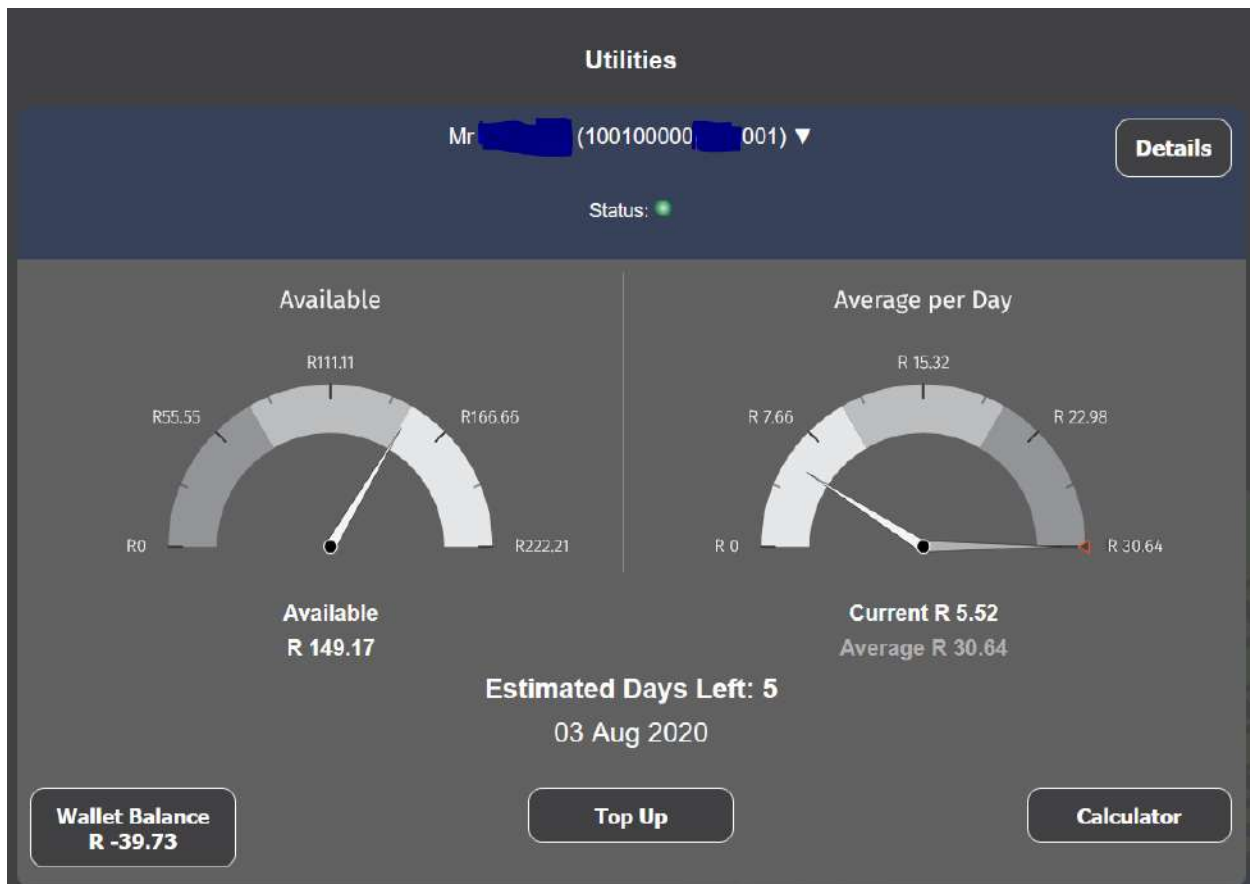 Utilities
Mr (100100000 001) ▼
Details
Status:
Available
R0
R55.55
R111.11
R166.66
R222.21
Average per Day
R 0
R 7.66
R 15.32
R 22.98
R 30.64
Available
R 149.17
Current R 5.52
Average R 30.64
Estimated Days Left: 5
03 Aug 2020
Wallet Balance
R -39.73
Top Up
Calculator